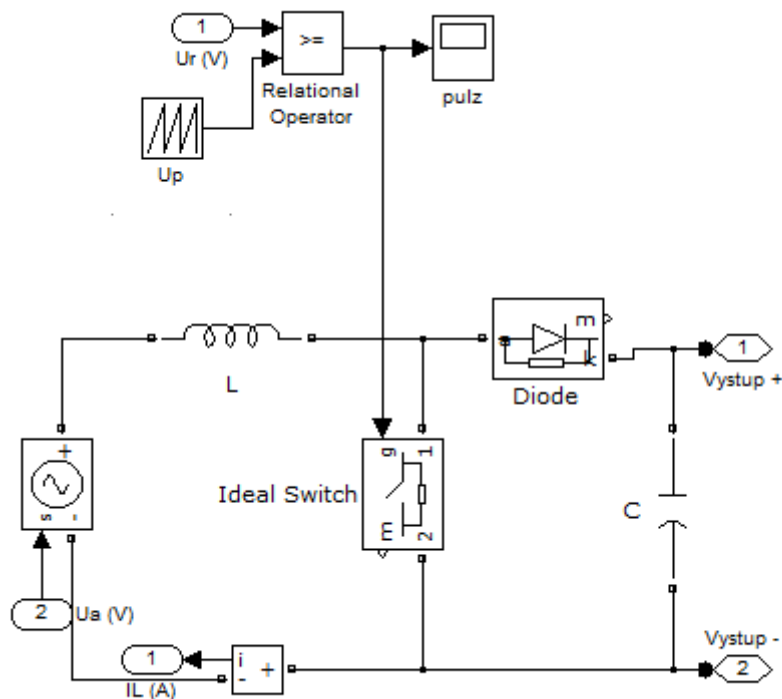 1
>=
Ur (V)
Relational
Operator
pulz
Up
m
k
1
L
Diode
Vystup +
+
g
1
Ideal Switch
C
s
-
m
2
2
Ua (V)
Vystup -
1
i
+
2
-
IL (A)